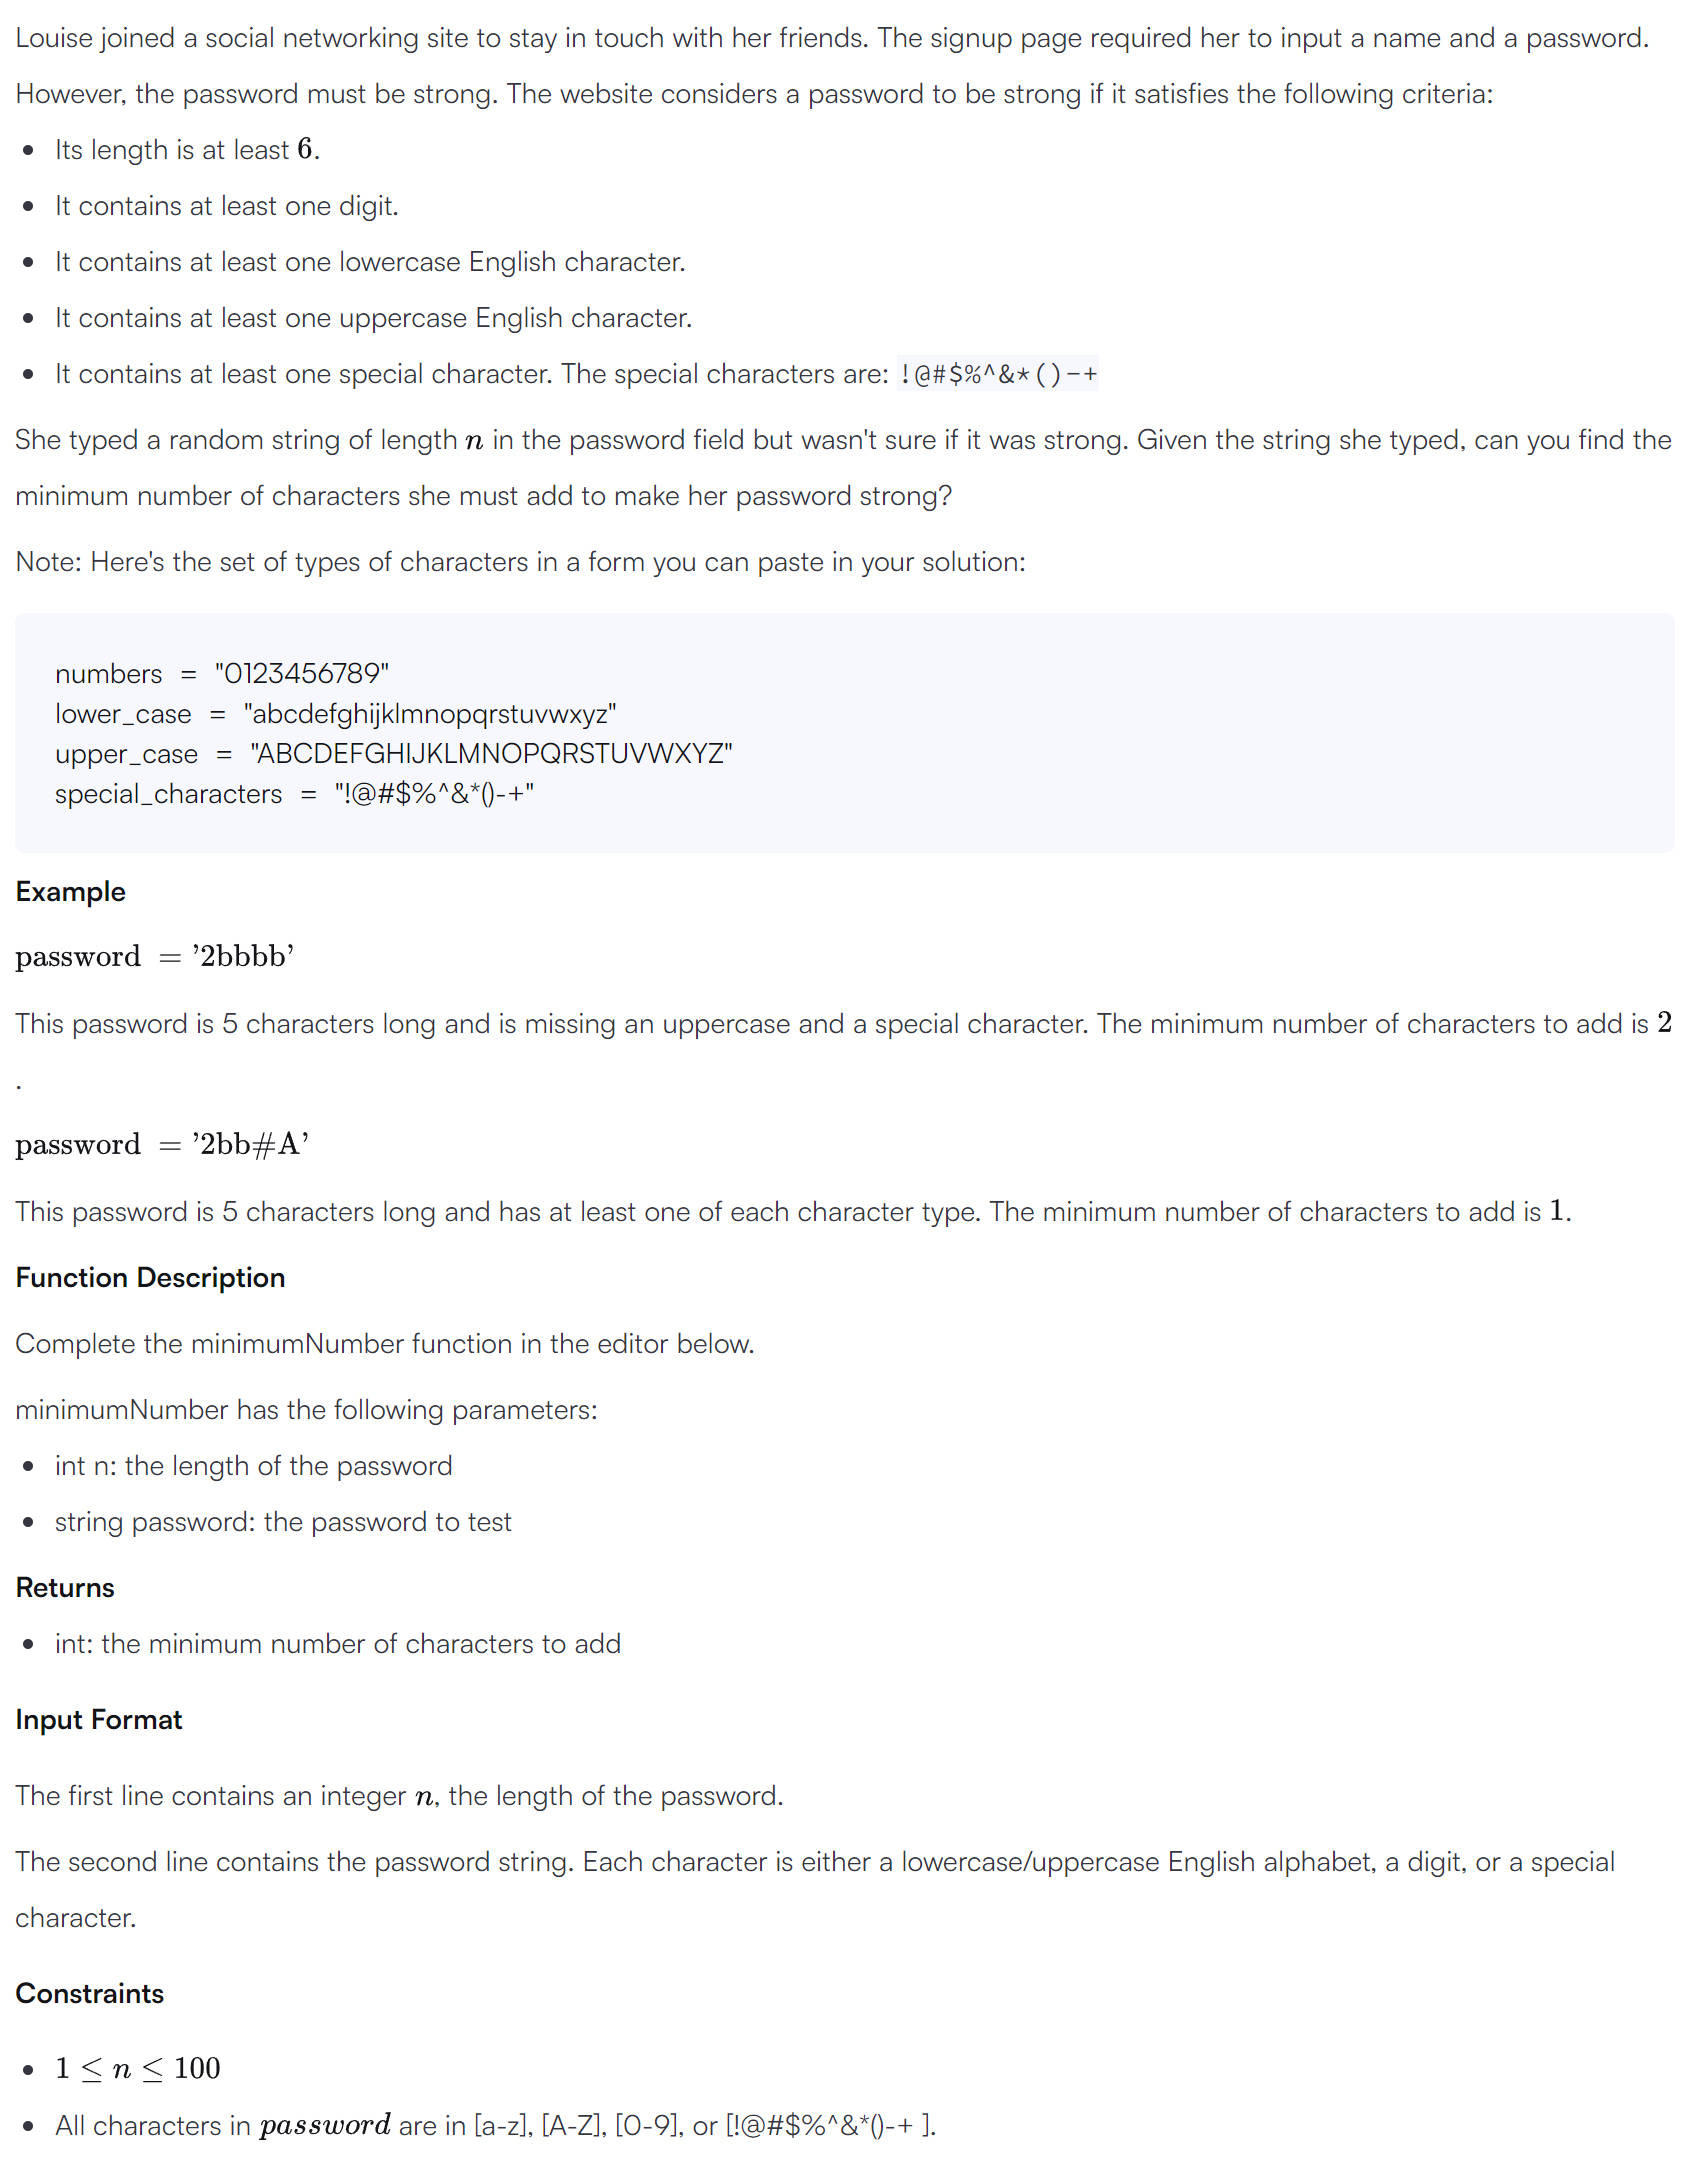 Louise joined a social networking site to stay in touch with her friends. The signup page required her to input a name and a password.
However, the password must be strong. The website considers a password to be strong if it satisfies the following criteria:
• Its length is at least 6.
• It contains at least one digit.
• It contains at least one lowercase English character.
• It contains at least one uppercase English character.
• It contains at least one special character. The special characters are: !@#$%^&*()-+
She typed a random string of length n in the password field but wasn't sure if it was strong. Given the string she typed, can you find the
minimum number of characters she must add to make her password strong?
Note: Here's the set of types of characters in a form you can paste in your solution:
numbers = "0123456789"
lower_case = "abcdefghijklmnopqrstuvwxyz"
upper_case = "ABCDEFGHIJKLMNOPQRSTUVWXYZ"
special_characters = "!@#$%^&*()-+"
Example
password = '2bbbb'
This password is 5 characters long and is missing an uppercase and a special character. The minimum number of characters to add is 2
.
password = '2bb#A'
This password is 5 characters long and has at least one of each character type. The minimum number of characters to add is 1.
Function Description
Complete the minimumNumber function in the editor below.
minimumNumber has the following parameters:
• int n: the length of the password
• string password: the password to test
Returns
• int: the minimum number of characters to add
Input Format
The first line contains an integer n, the length of the password.
The second line contains the password string. Each character is either a lowercase/uppercase English alphabet, a digit, or a special
character.
Constraints
• 1 ≤ n ≤ 100
• All characters in password are in [a-z], [A-Z], [0-9], or [!@#$%^&*()-+ ].